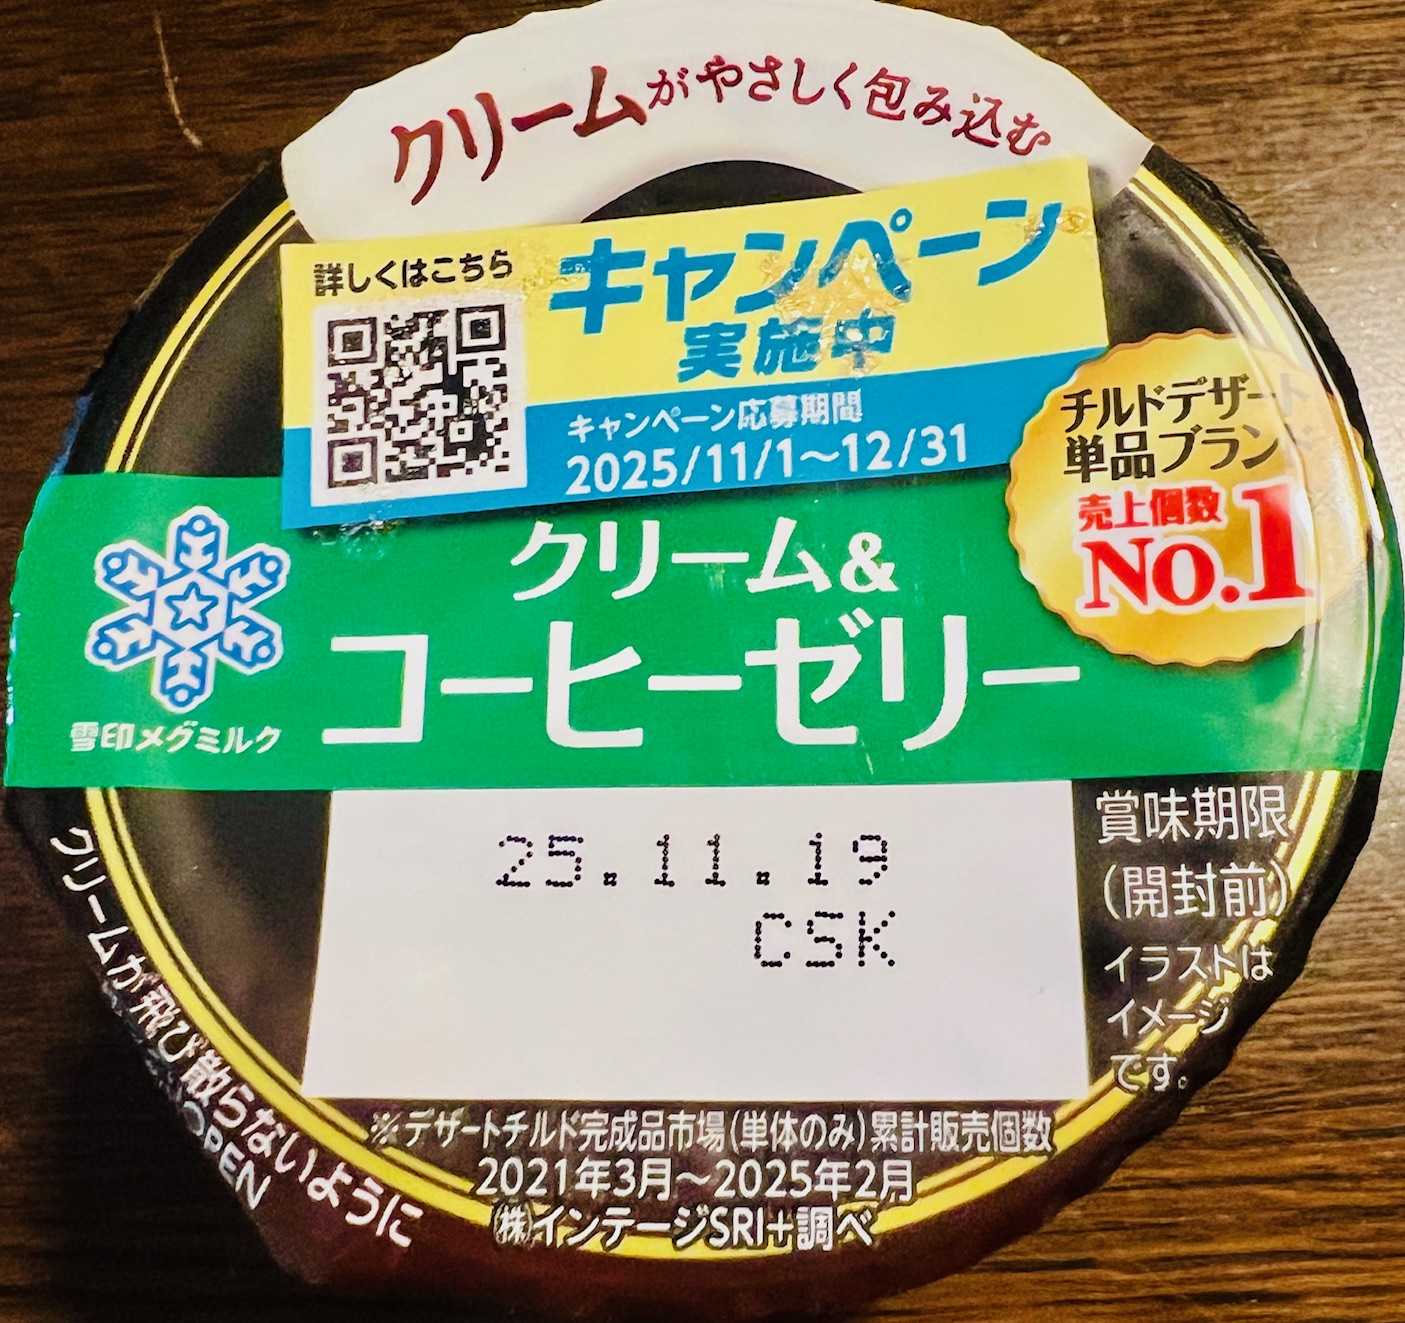 クリームがやさしく包み込む
詳しくはこちら
キャンペーン
実施中
キャンペーン応募期間
2025/11/1～12/31
チルドデザート
単品ブランド
売上個数
No.1
クリーム&
コーヒーゼリー
雪印メグミルク
25.11.19
CSK
賞味期限
(開封前)
イラストは
イメージ
です。
クリームが飛び散らないように
OPEN
※デザートチルド完成品市場(単体のみ)累計販売個数
2021年3月～2025年2月
㈱インテージSRI+調べ